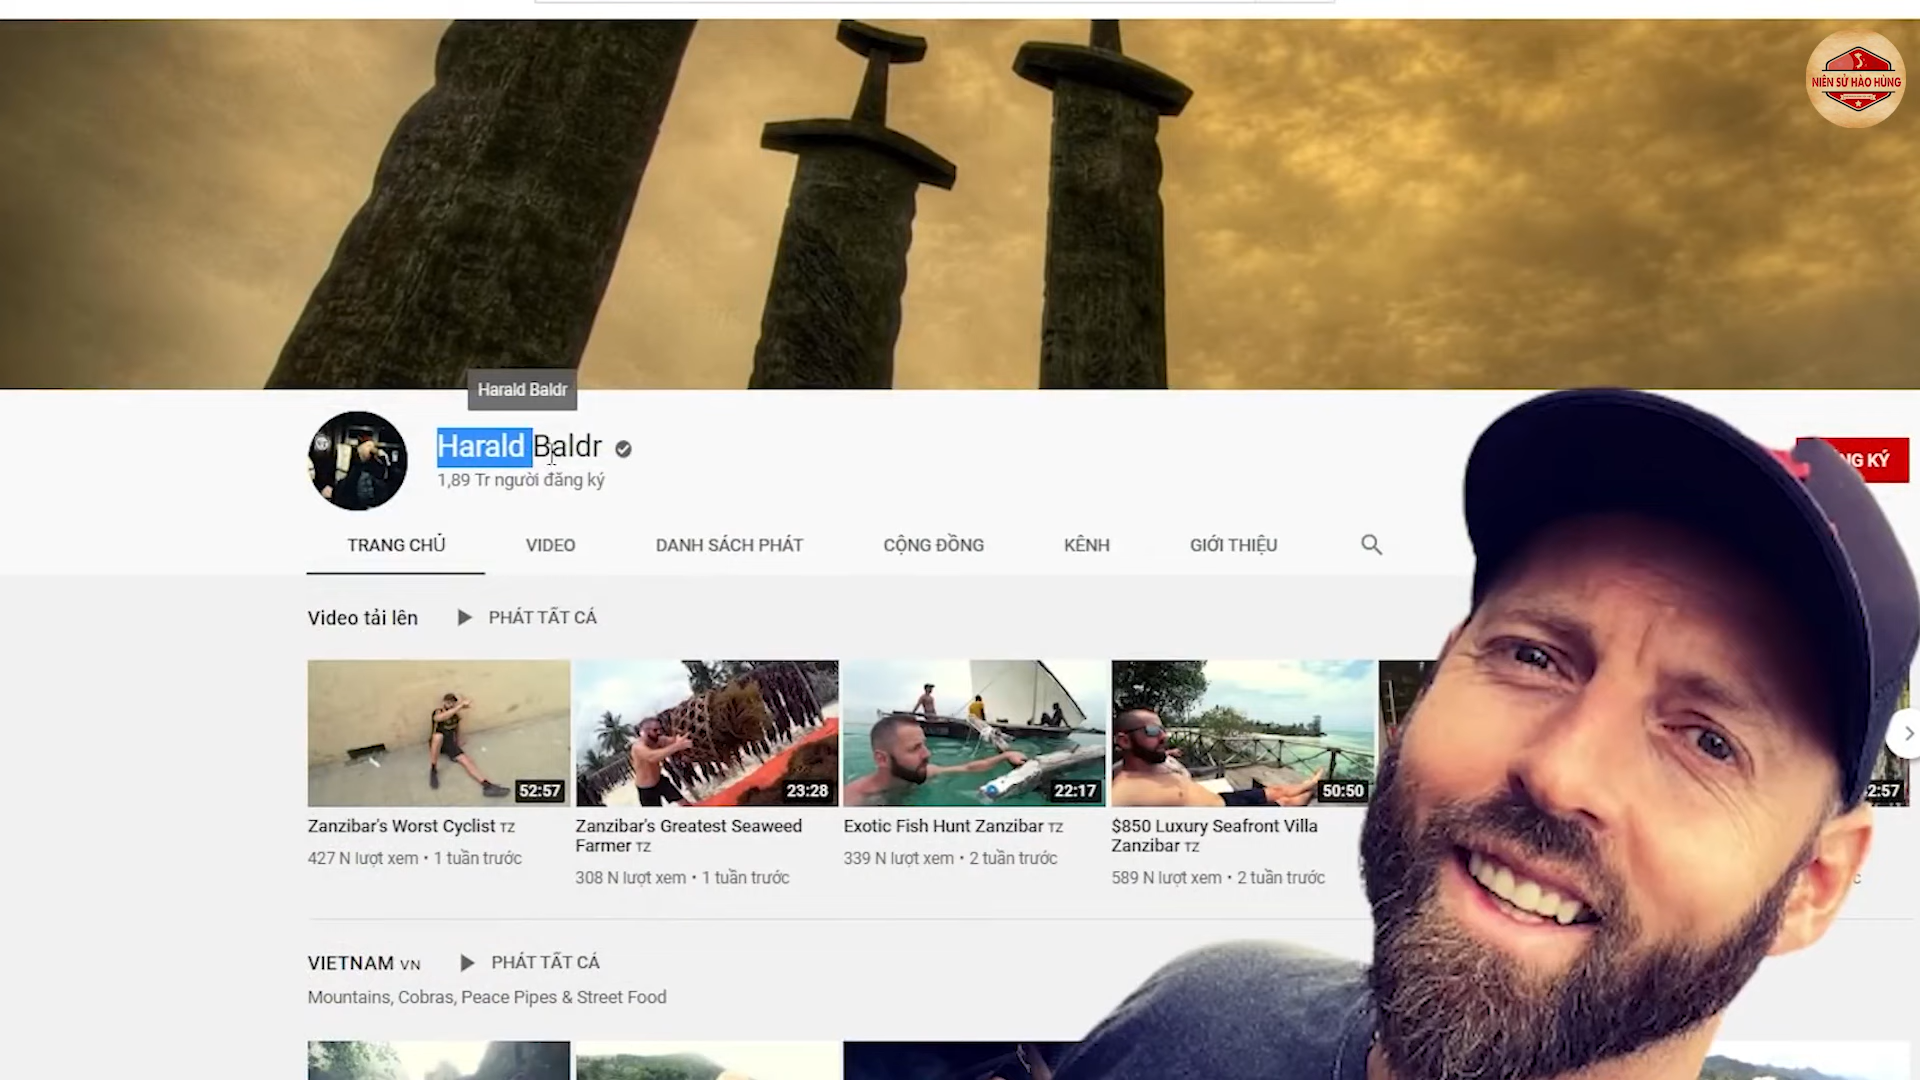 NIÊN SỬ HÀO HÙNG
Harald Baldr
Harald Baldr
1,89 Tr người đăng ký
NG KÝ
TRANG CHỦ VIDEO DANH SÁCH PHÁT CỘNG ĐỒNG KÊNH GIỚI THIỆU
Video tải lên PHÁT TẤT CẢ
52:57 23:28 22:17 50:50 2:57
Zanzibar's Worst Cyclist TZ
427 N lượt xem • 1 tuần trước
Zanzibar's Greatest Seaweed
Farmer TZ
308 N lượt xem • 1 tuần trước
Exotic Fish Hunt Zanzibar TZ
339 N lượt xem • 2 tuần trước
$850 Luxury Seafront Villa
Zanzibar TZ
589 N lượt xem • 2 tuần trước
VIETNAM VN PHÁT TẤT CẢ
Mountains, Cobras, Peace Pipes & Street Food